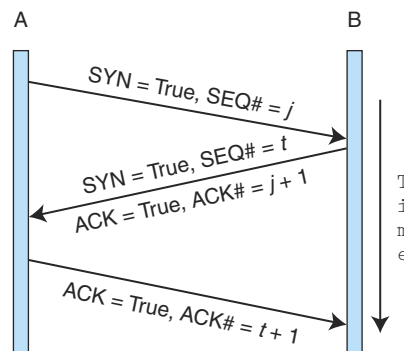 A
B
SYN = True, SEQ# = j
SYN = True, SEQ# = t
ACK = True, ACK# = j + 1
ACK = True, ACK# = t + 1